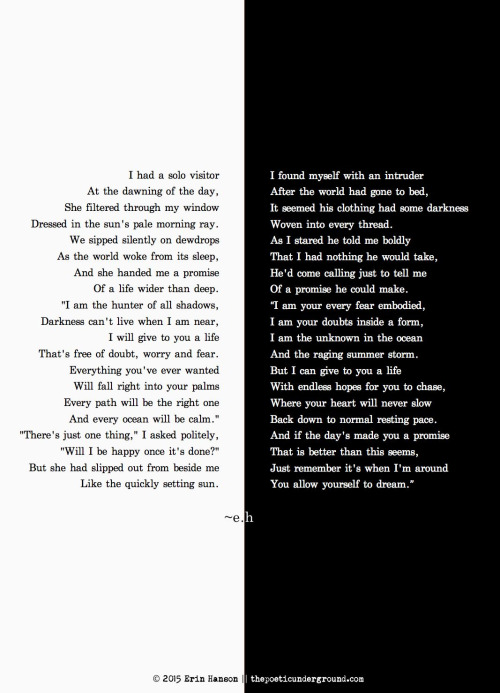 I had a solo visitor
At the dawning of the day,
She filtered through my window
Dressed in the sun's pale morning ray.
We sipped silently on dewdrops
As the world woke from its sleep,
And she handed me a promise
Of a life wider than deep.
"I am the hunter of all shadows,
Darkness can't live when I am near,
I will give to you a life
That's free of doubt, worry and fear.
Everything you've ever wanted
Will fall right into your palms
Every path will be the right one
And every ocean will be calm."
"There's just one thing," I asked politely,
"Will I be happy once it's done?"
But she had slipped out from beside me
Like the quickly setting sun.
I found myself with an intruder
After the world had gone to bed,
It seemed his clothing had some darkness
Woven into every thread.
As I stared he told me boldly
That I had nothing he would take,
He'd come calling just to tell me
Of a promise he could make.
"I am your every fear embodied,
I am your doubts inside a form,
I am the unknown in the ocean
And the raging summer storm.
But I can give to you a life
With endless hopes for you to chase,
Where your heart will never slow
Back down to normal resting pace.
And if the day's made you a promise
That is better than this seems,
Just remember it's when I'm around
You allow yourself to dream."
~e.h
© 2015 Erin Hanson || thepoeticunderground.com